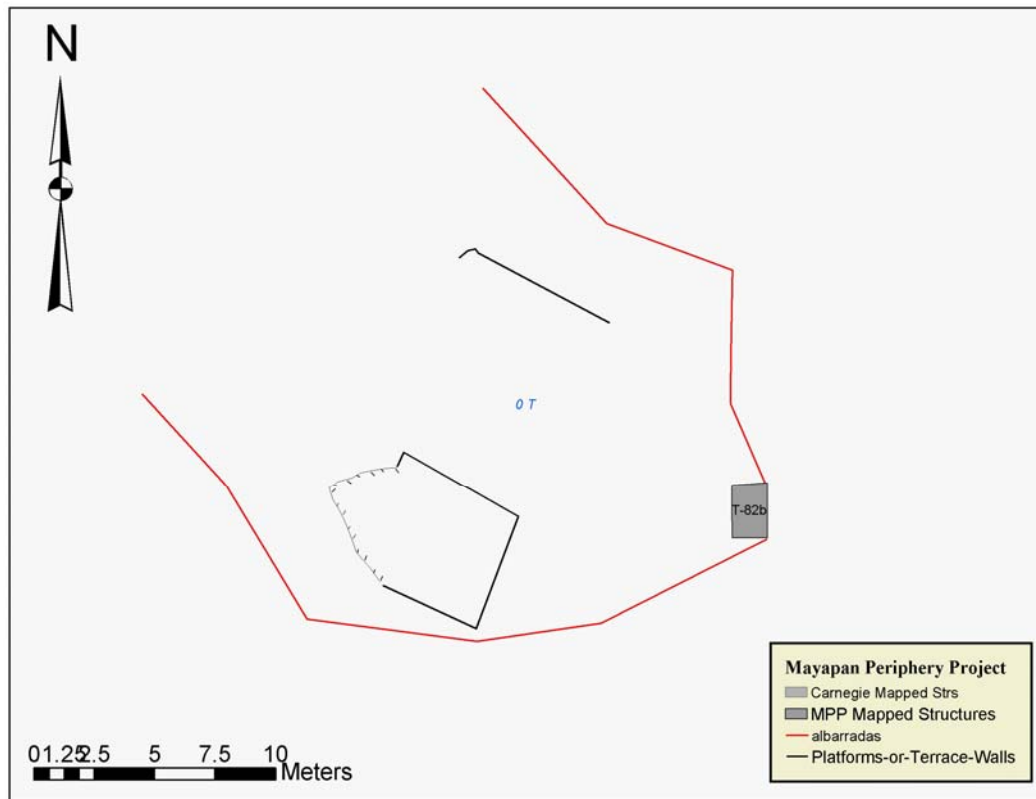 N
0 T
T-82b
Mayapan Periphery Project
Carnegie Mapped Strs
MPP Mapped Structures
albarradas
Platforms-or-Terrace-Walls
0 1.25 2.5 5 7.5 10
Meters